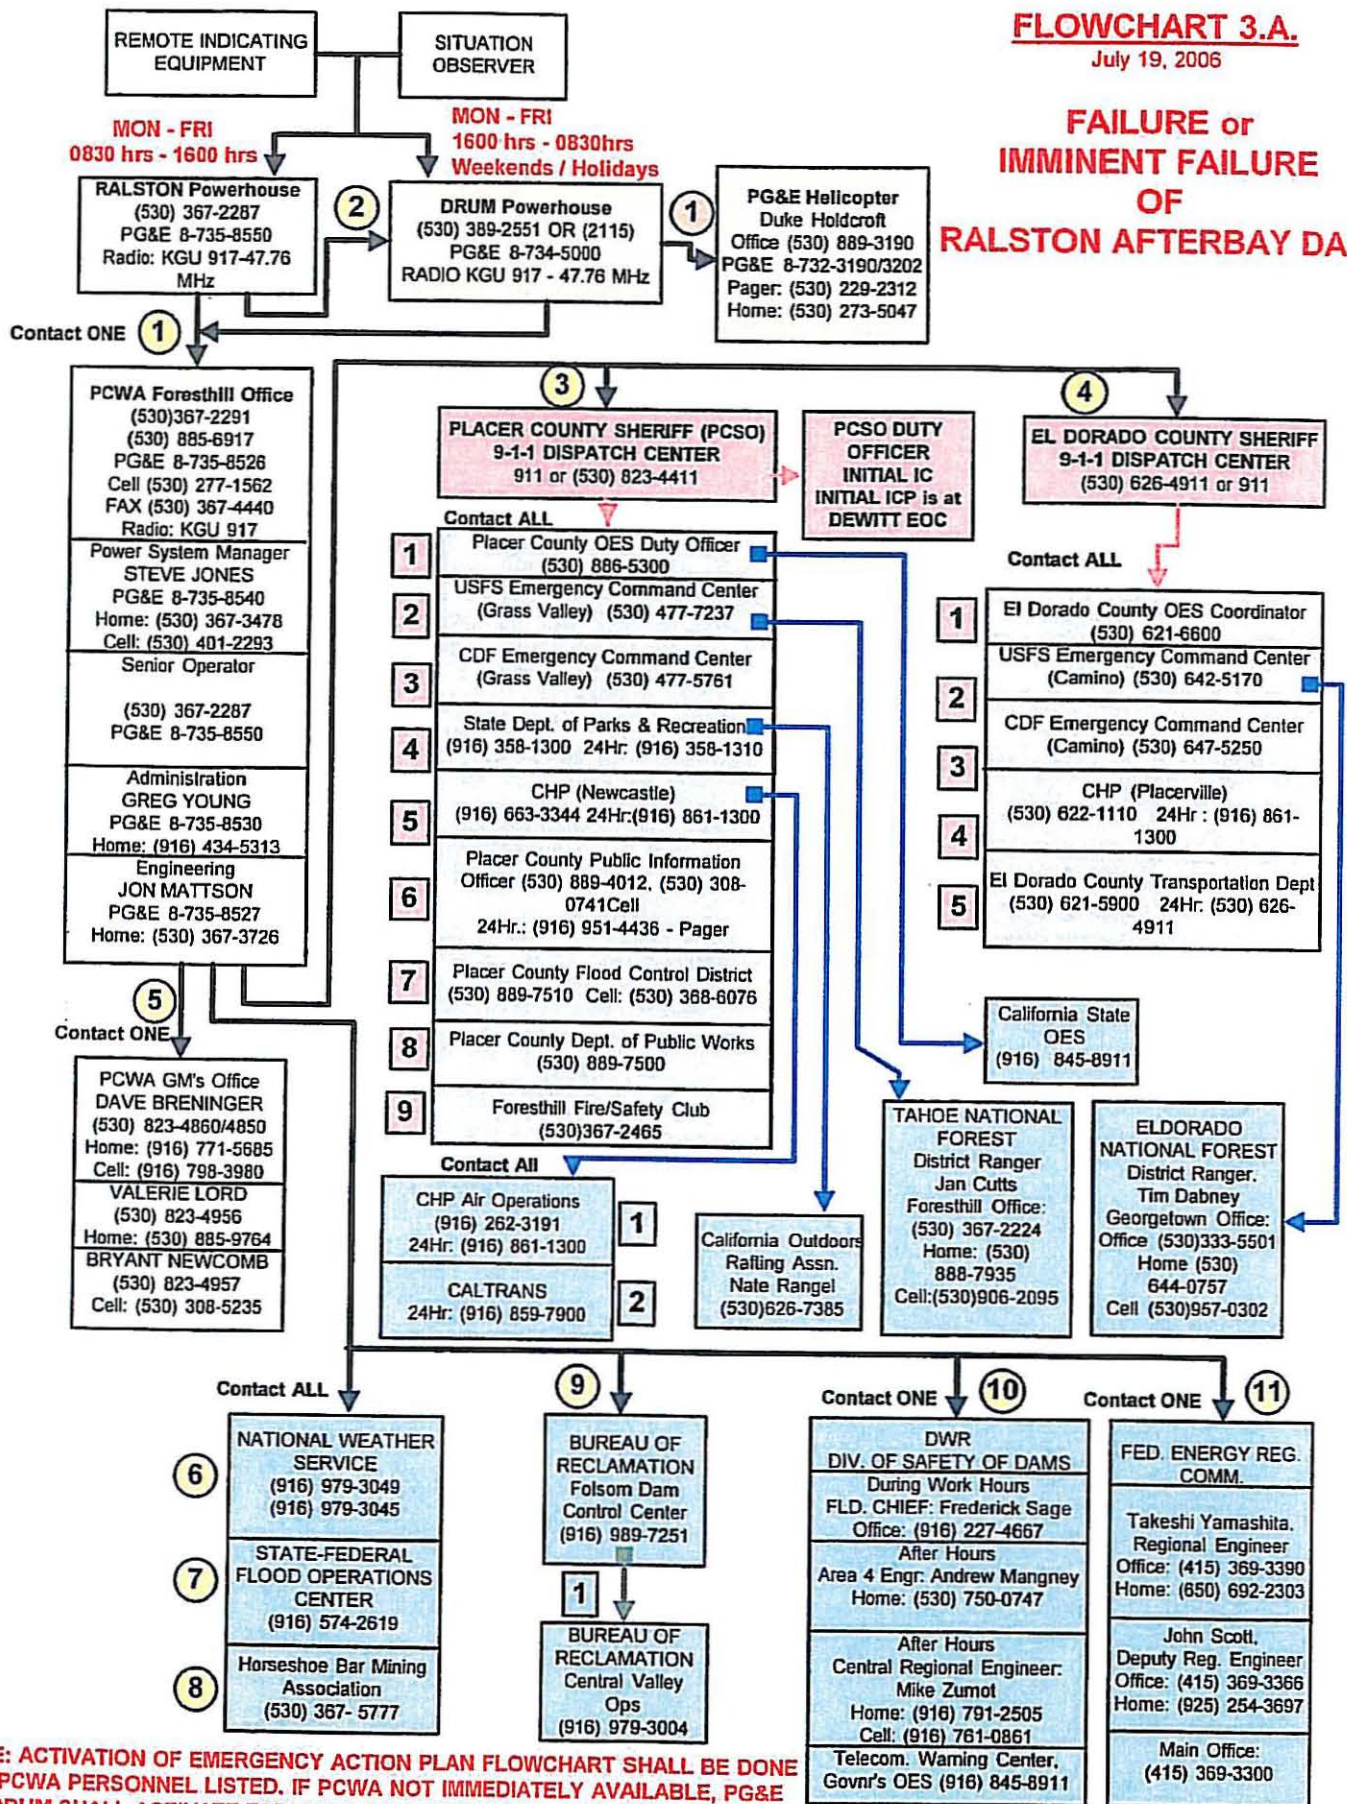 FLOWCHART 3.A.
July 19, 2006
FAILURE or
IMMINENT FAILURE
OF
RALSTON AFTERBAY DA
REMOTE INDICATING
EQUIPMENT
SITUATION
OBSERVER
MON - FRI
0830 hrs - 1600 hrs
MON - FRI
1600 hrs - 0830hrs
Weekends / Holidays
RALSTON Powerhouse
(530) 367-2287
PG&E 8-735-8550
Radio: KGU 917-47.76
MHz
2
DRUM Powerhouse
(530) 389-2551 OR (2115)
PG&E 8-734-5000
RADIO KGU 917 - 47.76 MHz
1
PG&E Helicopter
Duke Holdcroft
Office (530) 889-3190
PG&E 8-732-3190/3202
Pager: (530) 229-2312
Home: (530) 273-5047
Contact ONE
1
PCWA Foresthill Office
(530)367-2291
(530) 885-6917
PG&E 8-735-8526
Cell (530) 277-1562
FAX (530) 367-4440
Radio: KGU 917
Power System Manager
STEVE JONES
PG&E 8-735-8540
Home: (530) 367-3478
Cell: (530) 401-2293
Senior Operator
(530) 367-2287
PG&E 8-735-8550
Administration
GREG YOUNG
PG&E 8-735-8530
Home: (916) 434-5313
Engineering
JON MATTSON
PG&E 8-735-8527
Home: (530) 367-3726
3
PLACER COUNTY SHERIFF (PCSO)
9-1-1 DISPATCH CENTER
911 or (530) 823-4411
PCSO DUTY
OFFICER
INITIAL IC
INITIAL ICP is at
DEWITT EOC
4
EL DORADO COUNTY SHERIFF
9-1-1 DISPATCH CENTER
(530) 626-4911 or 911
Contact ALL
1
Placer County OES Duty Officer
(530) 886-5300
2
USFS Emergency Command Center
(Grass Valley) (530) 477-7237
3
CDF Emergency Command Center
(Grass Valley) (530) 477-5761
4
State Dept. of Parks & Recreation
(916) 358-1300 24Hr: (916) 358-1310
5
CHP (Newcastle)
(916) 663-3344 24Hr:(916) 861-1300
6
Placer County Public Information
Officer (530) 889-4012, (530) 308-
0741Cell
24Hr.: (916) 951-4436 - Pager
7
Placer County Flood Control District
(530) 889-7510 Cell: (530) 368-6076
8
Placer County Dept. of Public Works
(530) 889-7500
9
Foresthill Fire/Safety Club
(530)367-2465
Contact ALL
1
El Dorado County OES Coordinator
(530) 621-6600
2
USFS Emergency Command Center
(Camino) (530) 642-5170
3
CDF Emergency Command Center
(Camino) (530) 647-5250
4
CHP (Placerville)
(530) 622-1110 24Hr : (916) 861-
1300
5
El Dorado County Transportation Dept
(530) 621-5900 24Hr: (530) 626-
4911
5
Contact ONE
PCWA GM's Office
DAVE BRENINGER
(530) 823-4860/4850
Home: (916) 771-5685
Cell: (916) 798-3980
VALERIE LORD
(530) 823-4956
Home: (530) 885-9764
BRYANT NEWCOMB
(530) 823-4957
Cell: (530) 308-5235
Contact All
CHP Air Operations
(916) 262-3191
24Hr: (916) 861-1300
1
CALTRANS
24Hr: (916) 859-7900
2
California Outdoors
Rafting Assn.
Nate Rangel
(530)626-7385
California State
OES
(916) 845-8911
TAHOE NATIONAL
FOREST
District Ranger
Jan Cutts
Foresthill Office:
(530) 367-2224
Home: (530)
888-7935
Cell:(530)906-2095
ELDORADO
NATIONAL FOREST
District Ranger.
Tim Dabney
Georgetown Office:
Office (530)333-5501
Home (530)
644-0757
Cell (530)957-0302
Contact ALL
6
NATIONAL WEATHER
SERVICE
(916) 979-3049
(916) 979-3045
7
STATE-FEDERAL
FLOOD OPERATIONS
CENTER
(916) 574-2619
8
Horseshoe Bar Mining
Association
(530) 367- 5777
9
BUREAU OF
RECLAMATION
Folsom Dam
Control Center
(916) 989-7251
1
BUREAU OF
RECLAMATION
Central Valley
Ops
(916) 979-3004
Contact ONE
10
DWR
DIV. OF SAFETY OF DAMS
During Work Hours
FLD. CHIEF: Frederick Sage
Office: (916) 227-4667
After Hours
Area 4 Engr: Andrew Mangney
Home: (530) 750-0747
After Hours
Central Regional Engineer:
Mike Zumot
Home: (916) 791-2505
Cell: (916) 761-0861
Telecom. Warning Center,
Govnr's OES (916) 845-8911
Contact ONE
11
FED. ENERGY REG.
COMM.
Takeshi Yamashita.
Regional Engineer
Office: (415) 369-3390
Home: (650) 692-2303
John Scott,
Deputy Reg. Engineer
Office: (415) 369-3366
Home: (925) 254-3697
Main Office:
(415) 369-3300
E: ACTIVATION OF EMERGENCY ACTION PLAN FLOWCHART SHALL BE DONE
PCWA PERSONNEL LISTED. IF PCWA NOT IMMEDIATELY AVAILABLE, PG&E